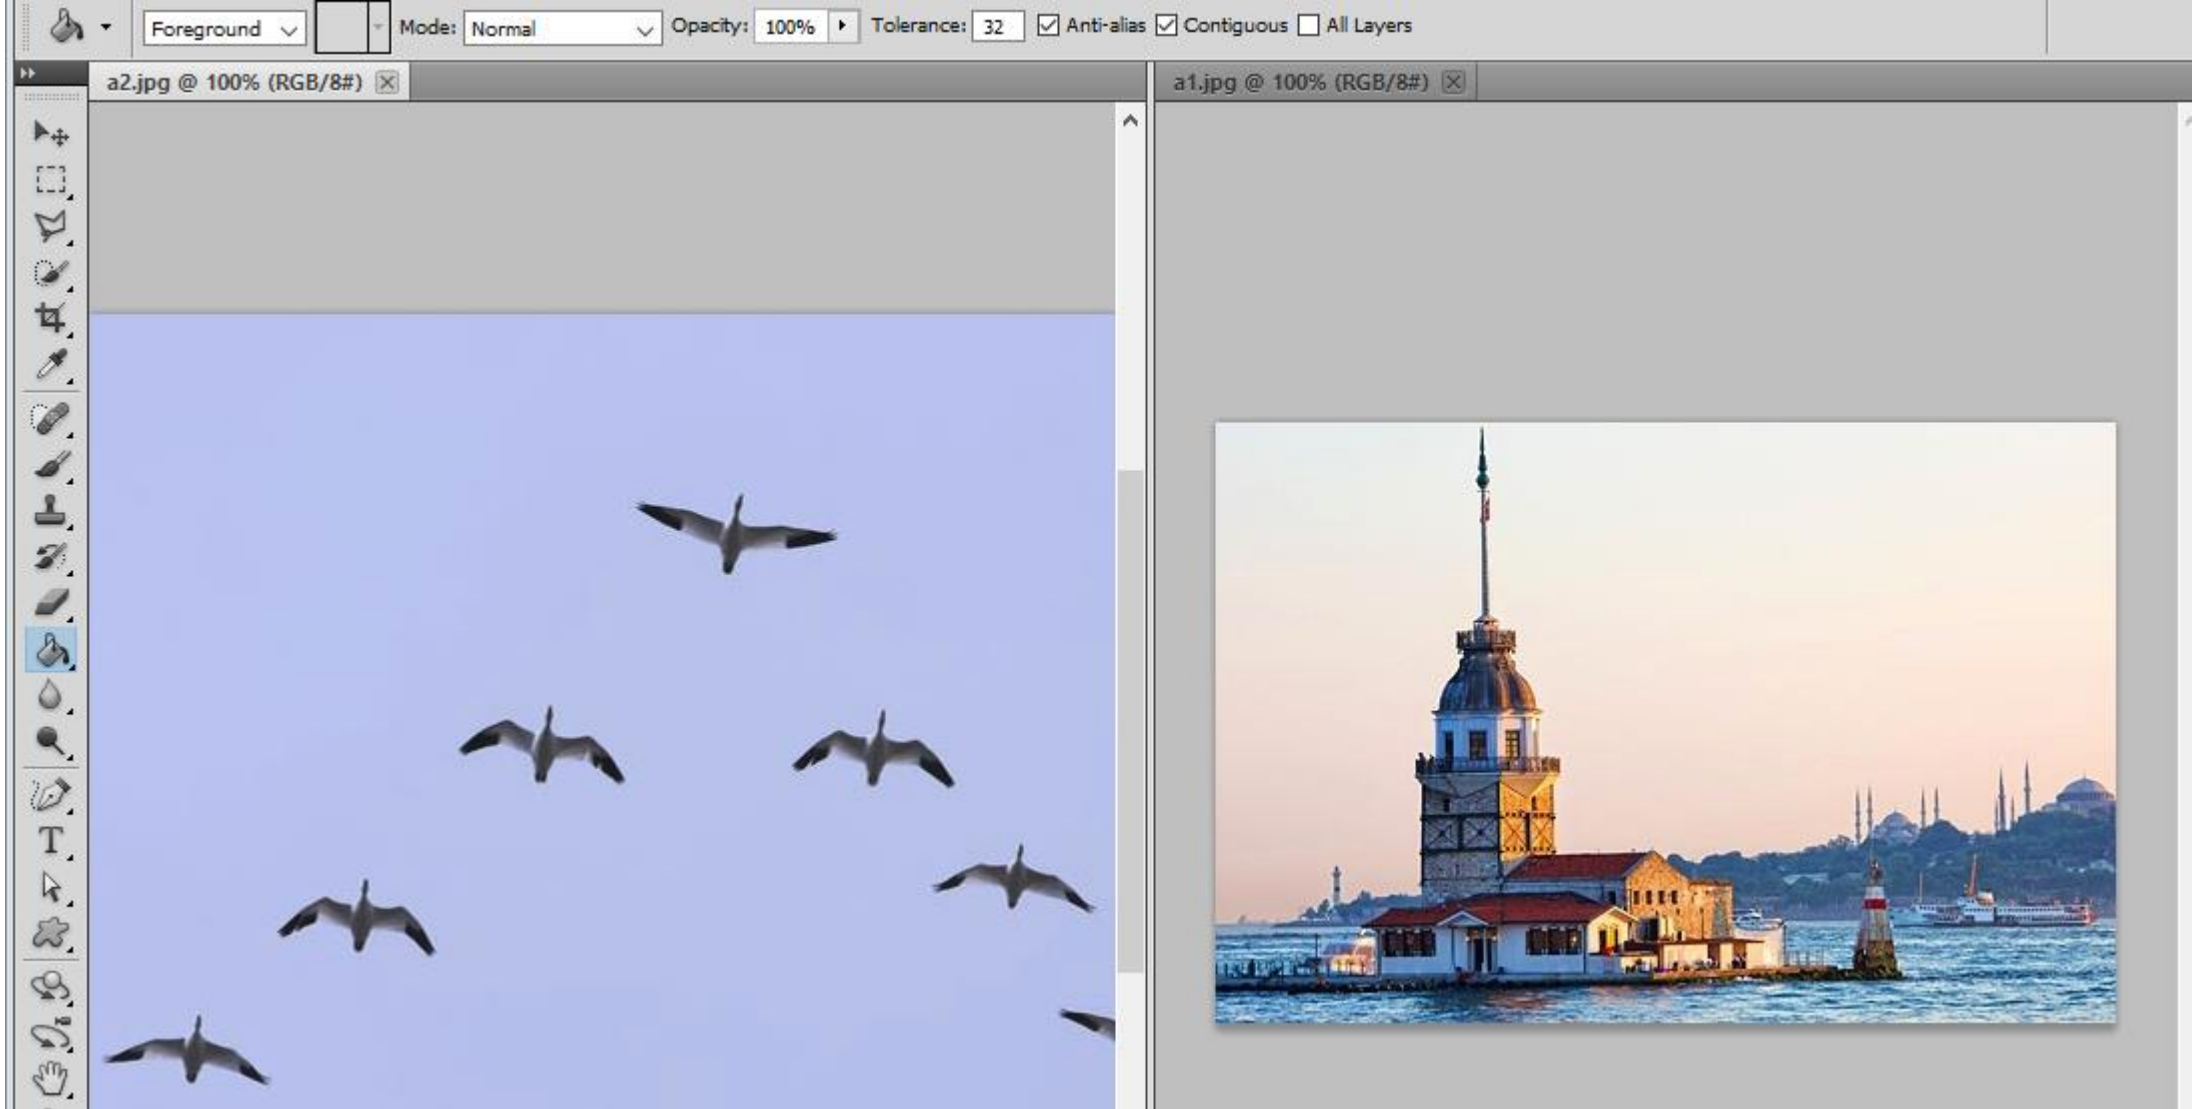 Foreground Mode: Normal Opacity: 100% Tolerance: 32 Anti-alias Contiguous All Layers
a2.jpg @ 100% (RGB/8#) a1.jpg @ 100% (RGB/8#)
T